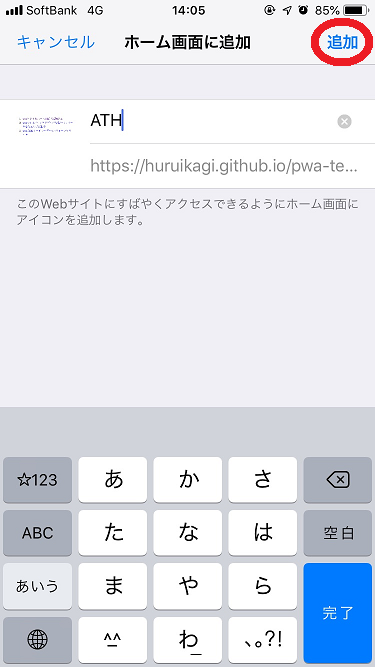 SoftBank 4G 14:05 85%
キャンセル ホーム画面に追加 追加
ATH
https://huruikagi.github.io/pwa-te...
このWebサイトにすばやくアクセスできるようにホーム画面に
アイコンを追加します。
☆123 あ か さ
ABC た な は 空白
あいう ま や ら
^_^ わ_ 、。?! 完了